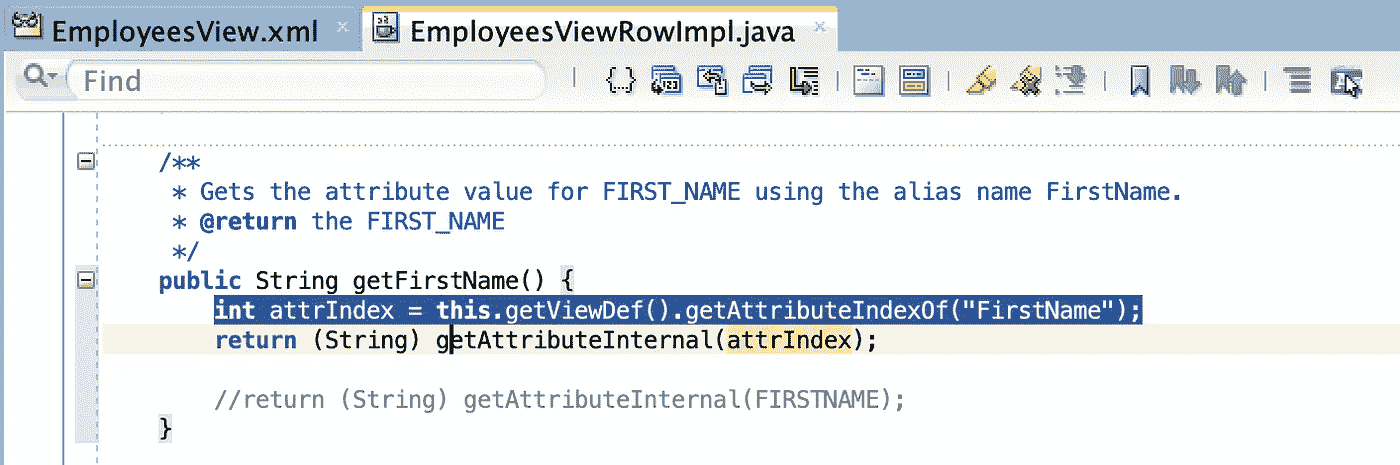 EmployeesView.xml EmployeesViewRowImpl.java
Find
/**
* Gets the attribute value for FIRST_NAME using the alias name FirstName.
* @return the FIRST_NAME
*/
public String getFirstName() {
int attrIndex = this.getViewDef().getAttributeIndexOf("FirstName");
return (String) getAttributeInternal(attrIndex);
//return (String) getAttributeInternal(FIRSTNAME);
}